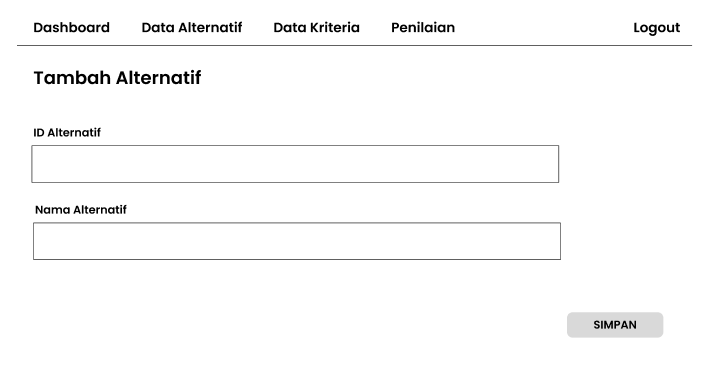 Dashboard Data Alternatif Data Kriteria Penilaian Logout
Tambah Alternatif
ID Alternatif
Nama Alternatif
SIMPAN